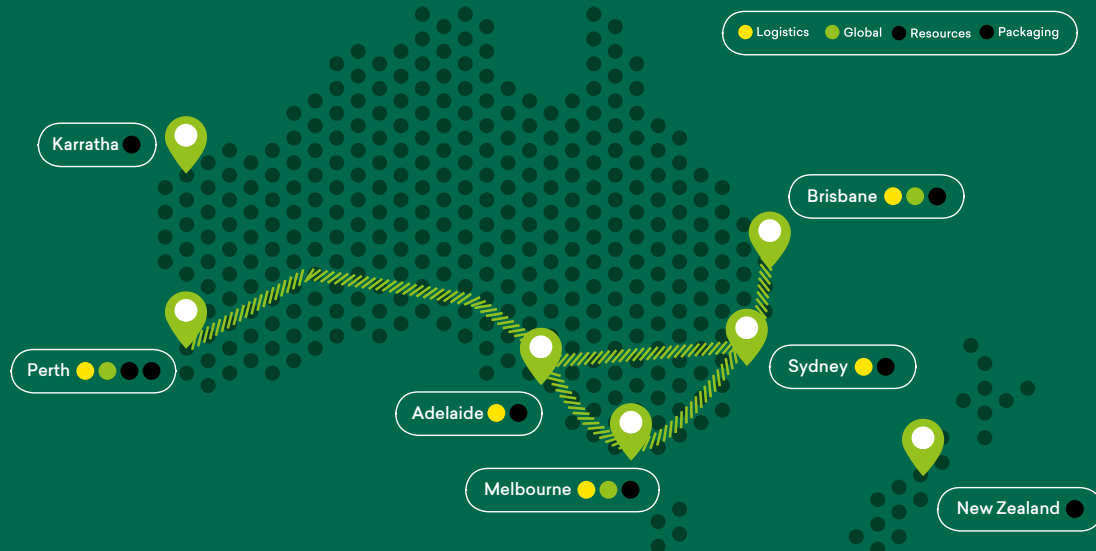 Logistics Global Resources Packaging
Karratha
Brisbane
Perth
Sydney
Adelaide
Melbourne
New Zealand